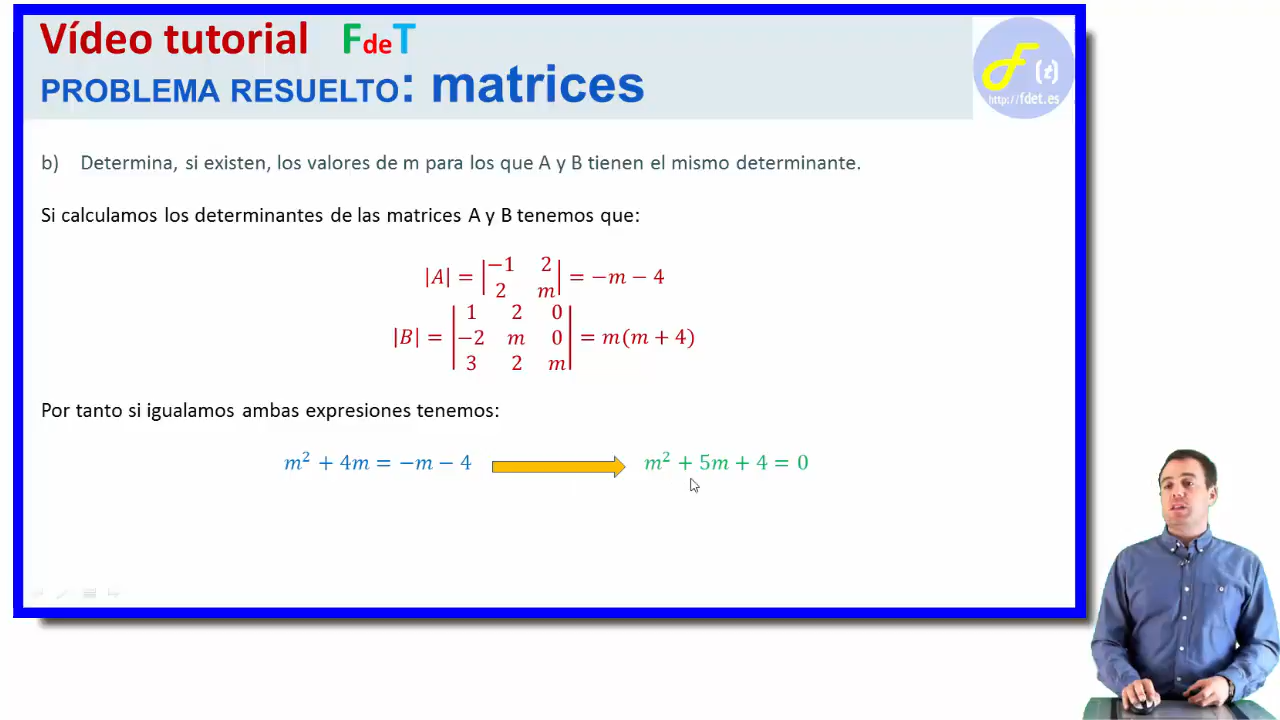 Vídeo tutorial FdeT
PROBLEMA RESUELTO: matrices
F (t)
http://fdet.es
b) Determina, si existen, los valores de m para los que A y B tienen el mismo determinante.
Si calculamos los determinantes de las matrices A y B tenemos que:
|A| = |−1 2; 2 m| = −m − 4
|B| = |1 2 0; −2 m 0; 3 2 m| = m(m + 4)
Por tanto si igualamos ambas expresiones tenemos:
m² + 4m = −m − 4 m² + 5m + 4 = 0